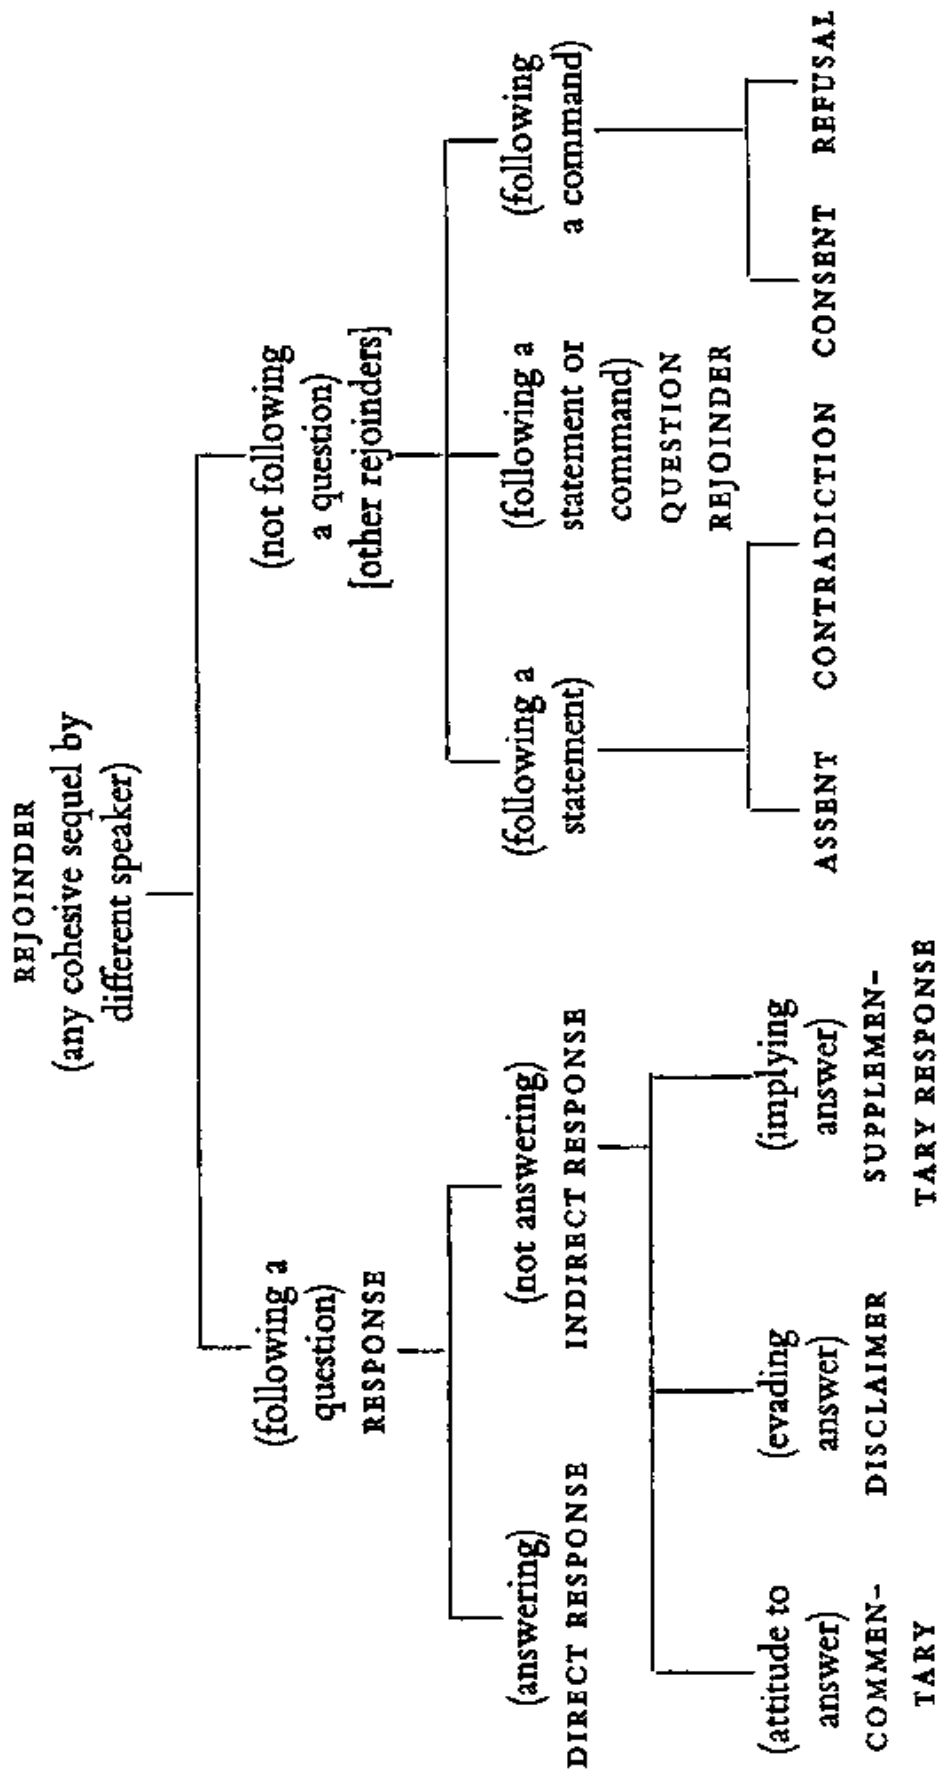 REJOINDER
(any cohesive sequel by
different speaker)
(following a
question)
RESPONSE
(not following
a question)
[other rejoinders]
(answering)
DIRECT RESPONSE
(not answering)
INDIRECT RESPONSE
(following a
statement)
(following a
statement or
command)
QUESTION
REJOINDER
(following
a command)
(attitude to
answer)
COMMEN-
TARY
(evading
answer)
DISCLAIMER
(implying
answer)
SUPPLEMEN-
TARY RESPONSE
ASSENT
CONTRADICTION
CONSENT
REFUSAL